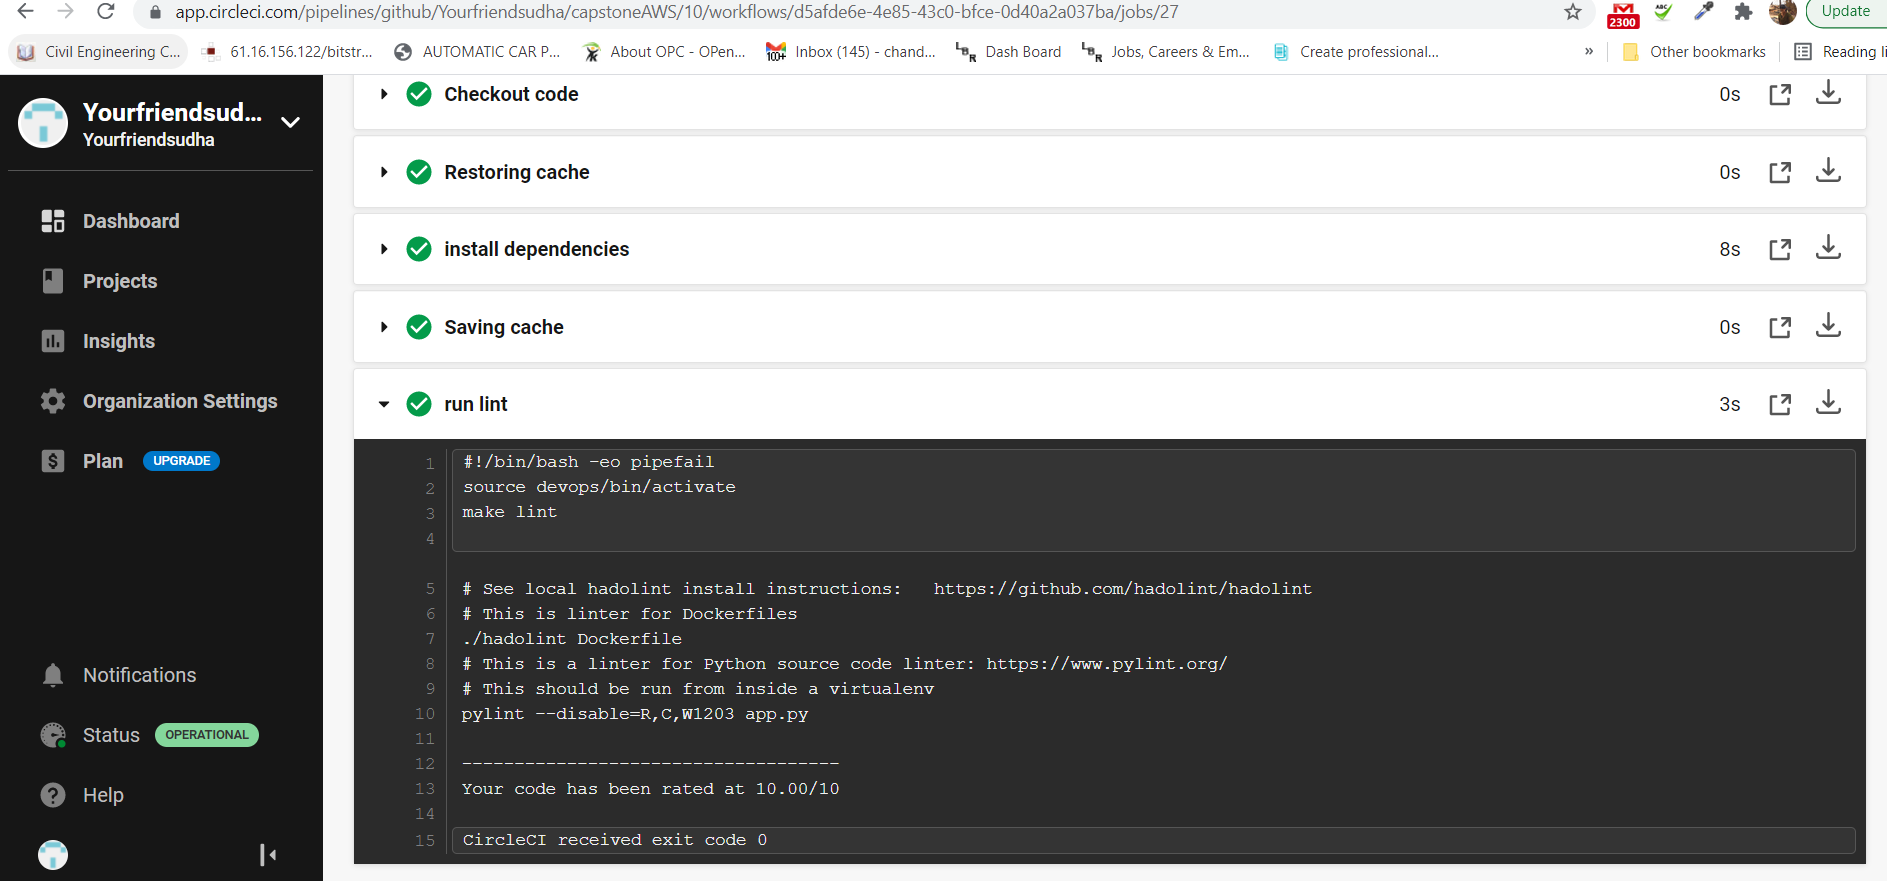 app.circleci.com/pipelines/github/Yourfriendsudha/capstoneAWS/10/workflows/d5afde6e-4e85-43c0-bfce-0d40a2a037ba/jobs/27
2300
ABC
Update
Civil Engineering C...
61.16.156.122/bitstr...
AUTOMATIC CAR P...
About OPC - OPen...
100+
Inbox (145) - chand...
LBR
Dash Board
LBR
Jobs, Careers & Em...
Create professional...
»
Other bookmarks
Reading li
Yourfriendsud...
Yourfriendsudha
Dashboard
Projects
Insights
Organization Settings
Plan UPGRADE
Notifications
Status OPERATIONAL
Help
Checkout code 0s
Restoring cache 0s
install dependencies 8s
Saving cache 0s
run lint 3s
1 #!/bin/bash -eo pipefail
2 source devops/bin/activate
3 make lint
4
5 # See local hadolint install instructions:   https://github.com/hadolint/hadolint
6 # This is linter for Dockerfiles
7 ./hadolint Dockerfile
8 # This is a linter for Python source code linter: https://www.pylint.org/
9 # This should be run from inside a virtualenv
10 pylint --disable=R,C,W1203 app.py
11
12 ------------------------------------
13 Your code has been rated at 10.00/10
14
15 CircleCI received exit code 0